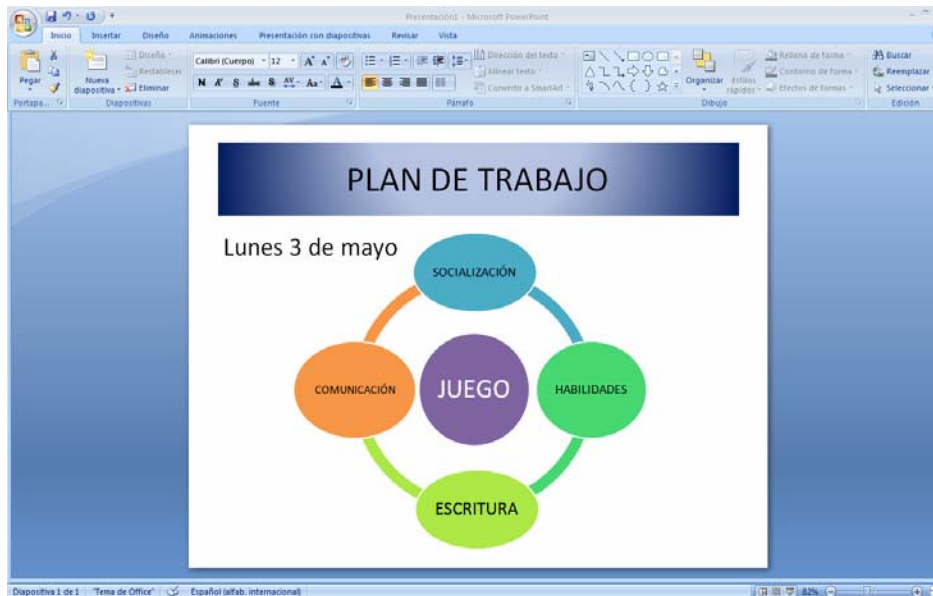 Presentación1 - Microsoft PowerPoint
Inicio Insertar Diseño Animaciones Presentación con diapositivas Revisar Vista
Pegar
Nueva diapositiva
Diseño
Restablecer
Eliminar
Calibri (Cuerpo) 12
N K S abc S AV Aa A
Dirección del texto
Alinear texto
Convertir a SmartArt
Organizar
Estilos rápidos
Relleno de forma
Contorno de forma
Efectos de formas
Buscar
Reemplazar
Seleccionar
Portapa... Diapositivas Fuente Párrafo Dibujo Edición
PLAN DE TRABAJO
Lunes 3 de mayo
SOCIALIZACIÓN
COMUNICACIÓN
JUEGO
HABILIDADES
ESCRITURA
Diapositiva 1 de 1 "Tema de Office" Español (alfab. internacional) 82%